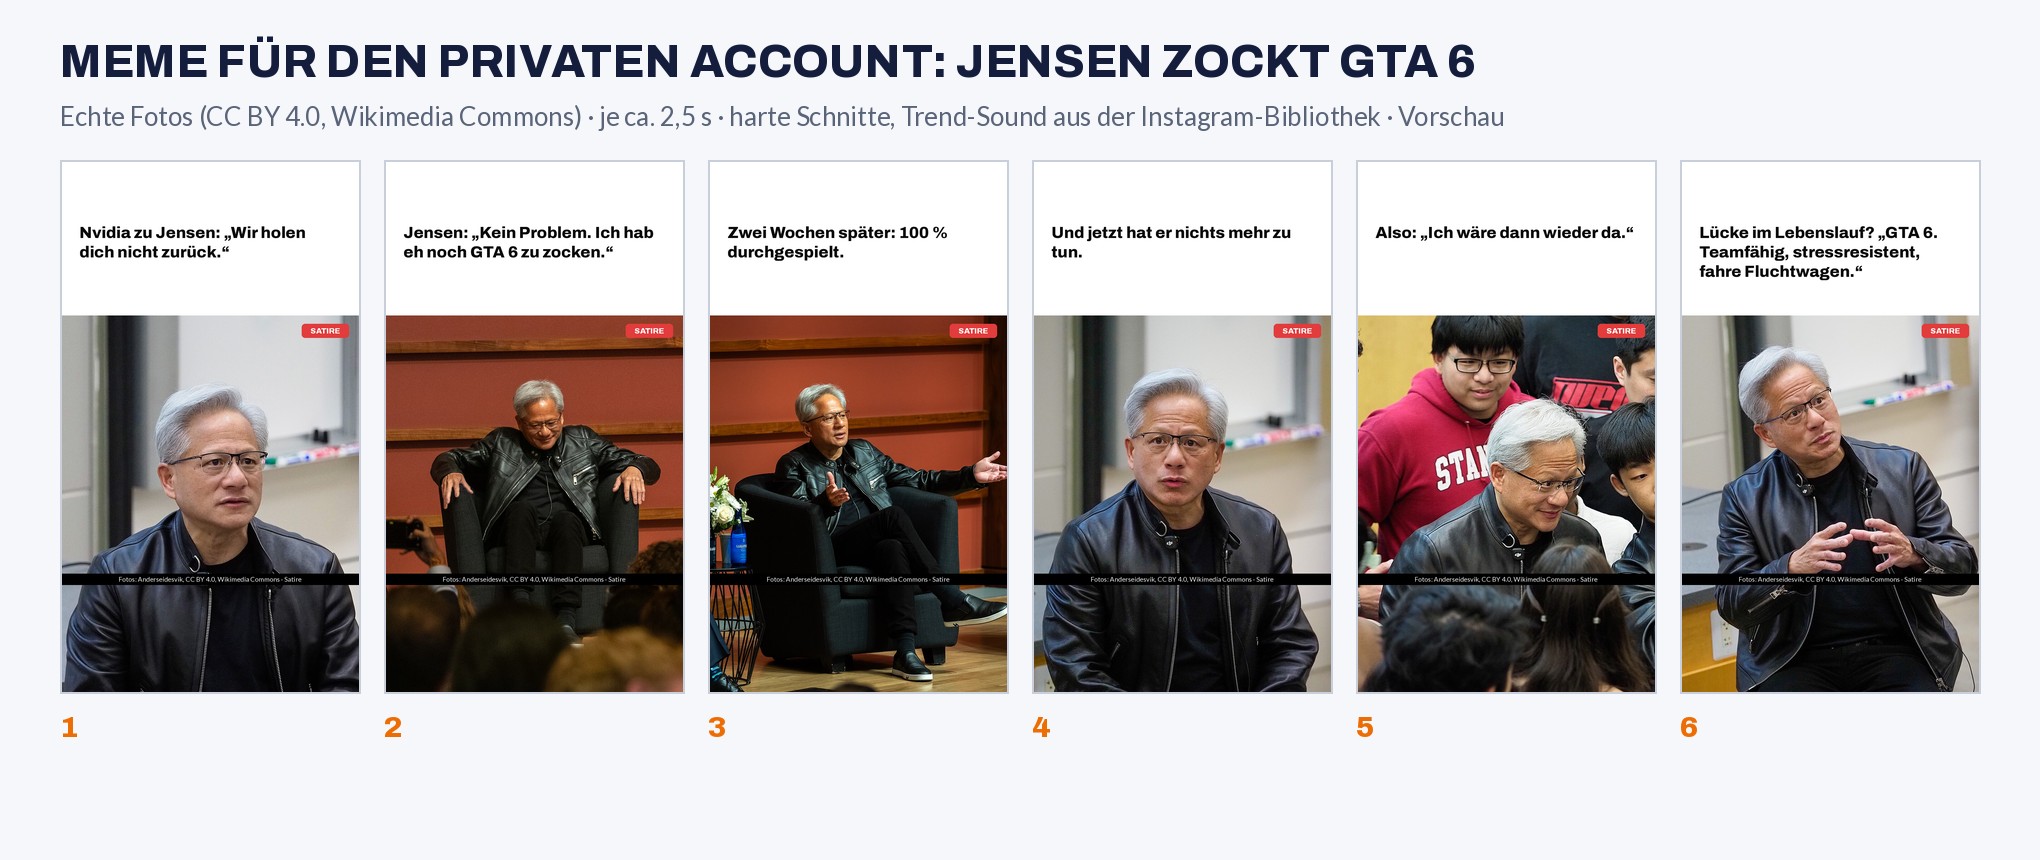 MEME FÜR DEN PRIVATEN ACCOUNT: JENSEN ZOCKT GTA 6
Echte Fotos (CC BY 4.0, Wikimedia Commons) · je ca. 2,5 s · harte Schnitte, Trend-Sound aus der Instagram-Bibliothek · Vorschau
Nvidia zu Jensen: „Wir holen
dich nicht zurück.“
SATIRE
Fotos: Anderseidesvik, CC BY 4.0, Wikimedia Commons · Satire
1
Jensen: „Kein Problem. Ich hab
eh noch GTA 6 zu zocken.“
SATIRE
Fotos: Anderseidesvik, CC BY 4.0, Wikimedia Commons · Satire
2
Zwei Wochen später: 100 %
durchgespielt.
SATIRE
Fotos: Anderseidesvik, CC BY 4.0, Wikimedia Commons · Satire
3
Und jetzt hat er nichts mehr zu
tun.
SATIRE
Fotos: Anderseidesvik, CC BY 4.0, Wikimedia Commons · Satire
4
Also: „Ich wäre dann wieder da.“
SATIRE
STAN
Fotos: Anderseidesvik, CC BY 4.0, Wikimedia Commons · Satire
5
Lücke im Lebenslauf? „GTA 6.
Teamfähig, stressresistent,
fahre Fluchtwagen.“
SATIRE
Fotos: Anderseidesvik, CC BY 4.0, Wikimedia Commons · Satire
6